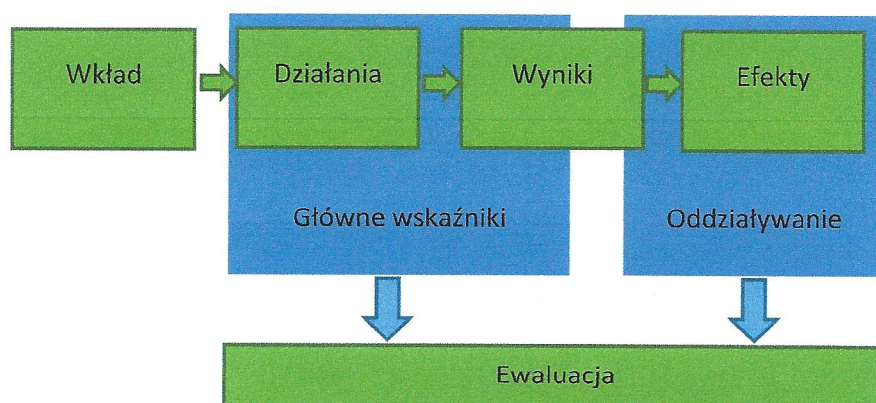 Wkład
Działania
Wyniki
Efekty
Główne wskaźniki
Oddziaływanie
Ewaluacja